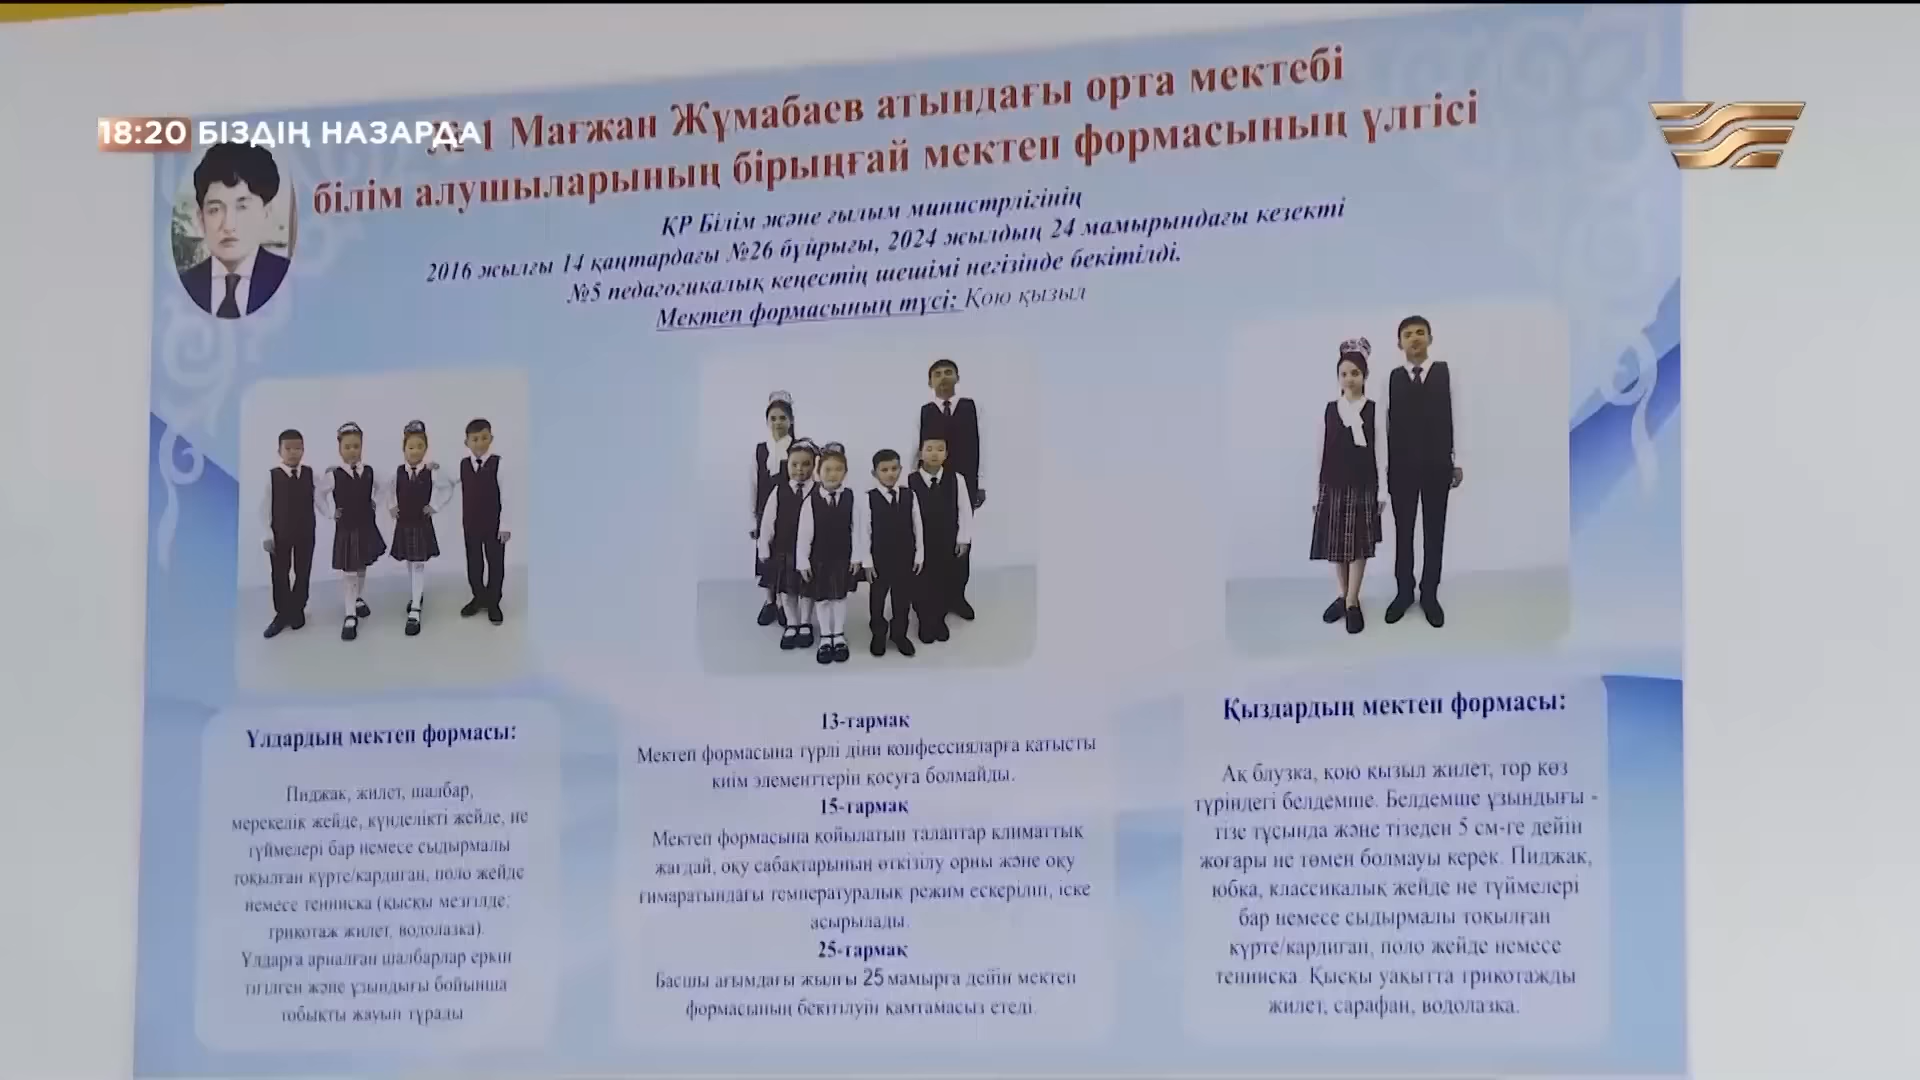 18:20 БІЗДІҢ НАЗАРДА
№1 Мағжан Жұмабаев атындағы орта мектебі
білім алушыларының бірыңғай мектеп формасының үлгісі
ҚР Білім және ғылым министрлігінің
2016 жылғы 14 қаңтардағы №26 бұйрығы, 2024 жылдың 24 мамырындағы кезекті
№5 педагогикалық кеңестің шешімі негізінде бекітілді.
Мектеп формасының түсі: Қою қызыл
Ұлдардың мектеп формасы:
Пиджак, жилет, шалбар,
мерекелік жейде, күнделікті жейде, не
түймелері бар немесе сыдырмалы
тоқылған күрте/кардиган, поло жейде
немесе тенниска (қысқы мезгілде:
трикотаж жилет, водолазка).
Ұлдарға арналған шалбарлар еркін
тігілген және ұзындығы бойынша
тобықты жауып тұрады
13-тармақ
Мектеп формасына түрлі діни конфессияларға қатысты
киім элементтерін қосуға болмайды.
15-тармақ
Мектеп формасына қойылатын талаптар климаттық
жағдай, оқу сабақтарының өткізілу орны және оқу
ғимаратындағы температуралық режим ескеріліп, іске
асырылады.
25-тармақ
Басшы ағымдағы жылғы 25 мамырға дейін мектеп
формасының бекітілуін қамтамасыз етеді.
Қыздардың мектеп формасы:
Ақ блузка, қою қызыл жилет, тор көз
түріндегі белдемше. Белдемше ұзындығы -
тізе тұсында және тізеден 5 см-ге дейін
жоғары не төмен болмауы керек. Пиджак,
юбка, классикалық жейде не түймелері
бар немесе сыдырмалы тоқылған
күрте/кардиган, поло жейде немесе
тенниска. Қысқы уақытта трикотажды
жилет, сарафан, водолазка.